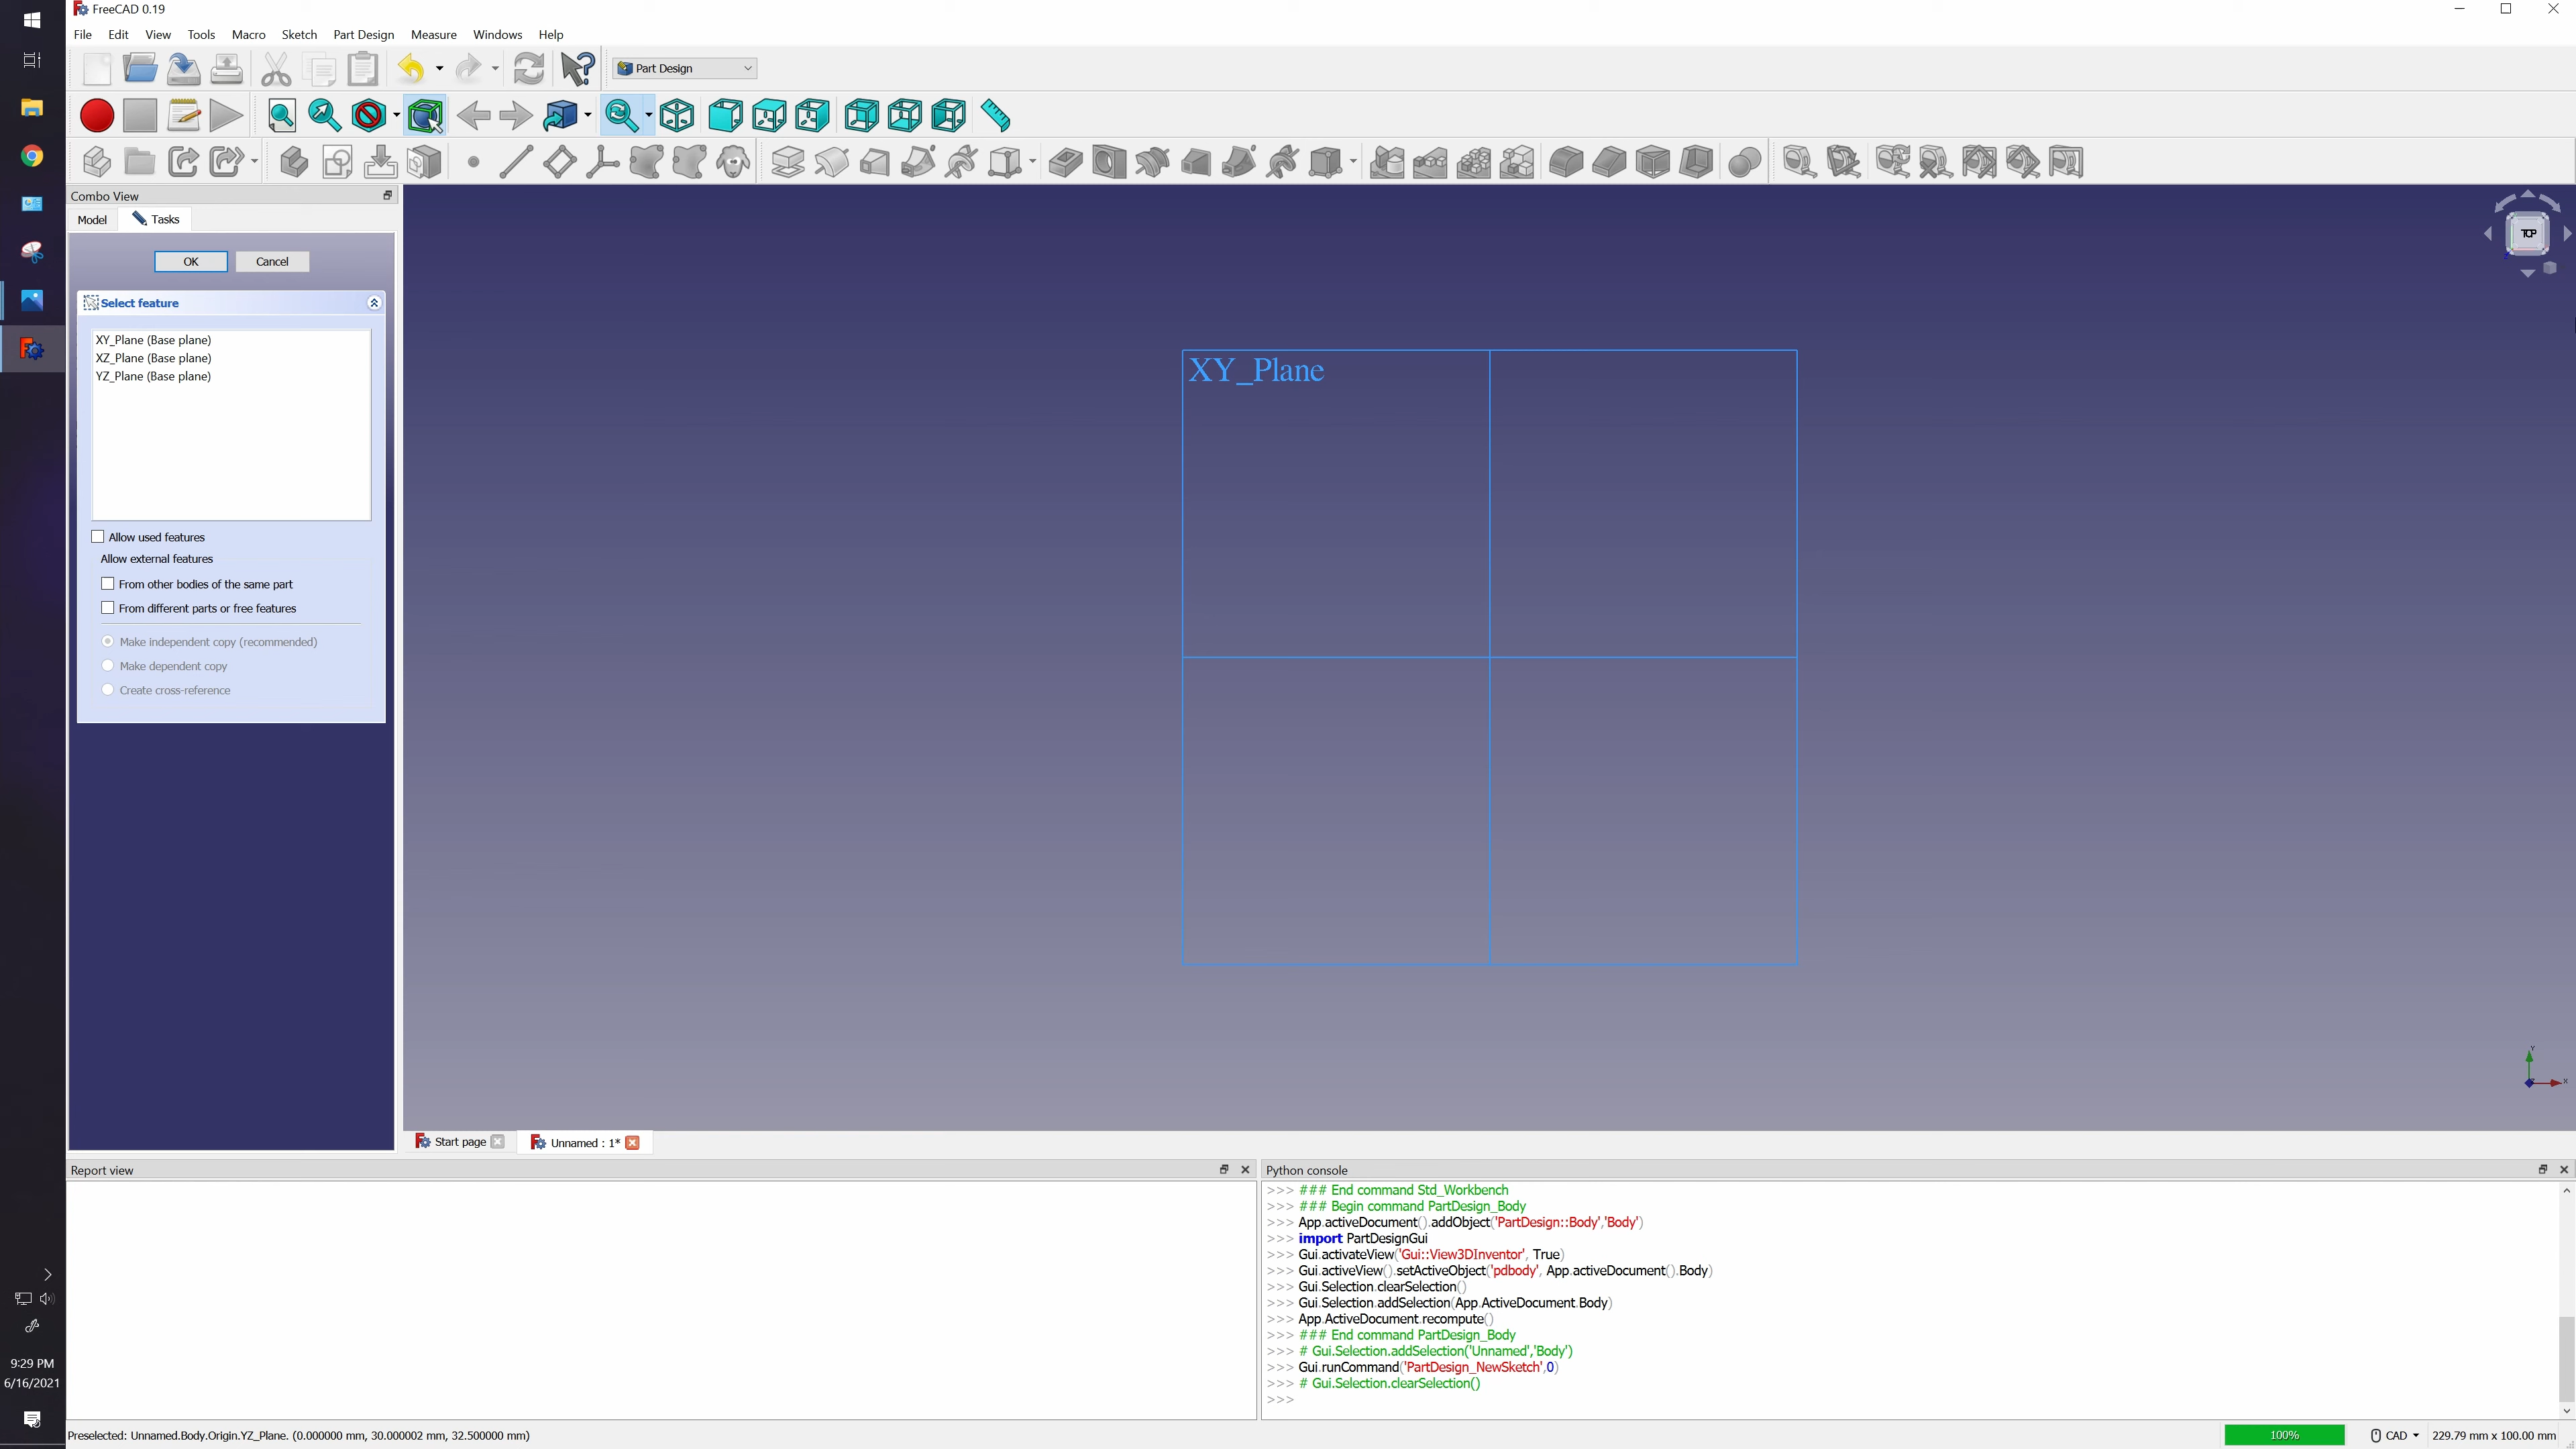 FreeCAD 0.19
File Edit View Tools Macro Sketch Part Design Measure Windows Help
Part Design
Combo View
Model Tasks
TOP
OK Cancel
Select feature
XY_Plane (Base plane)
XZ_Plane (Base plane)
YZ_Plane (Base plane)
XY_Plane
Allow used features
Allow external features
From other bodies of the same part
From different parts or free features
Make independent copy (recommended)
Make dependent copy
Create cross-reference
Y
X
Start page Unnamed : 1*
Report view
Python console
>>> ### End command Std_Workbench
>>> ### Begin command PartDesign_Body
>>> App.activeDocument().addObject('PartDesign::Body','Body')
>>> import PartDesignGui
>>> Gui.activateView('Gui::View3DInventor', True)
>>> Gui.activeView().setActiveObject('pdbody', App.activeDocument().Body)
>>> Gui.Selection.clearSelection()
>>> Gui.Selection.addSelection(App.ActiveDocument.Body)
>>> App.ActiveDocument.recompute()
>>> ### End command PartDesign_Body
>>> # Gui.Selection.addSelection('Unnamed','Body')
>>> Gui.runCommand('PartDesign_NewSketch',0)
>>> # Gui.Selection.clearSelection()
>>>
9:29 PM
6/16/2021
Preselected: Unnamed.Body.Origin.YZ_Plane. (0.000000 mm, 30.000002 mm, 32.500000 mm)
100% CAD 229.79 mm x 100.00 mm